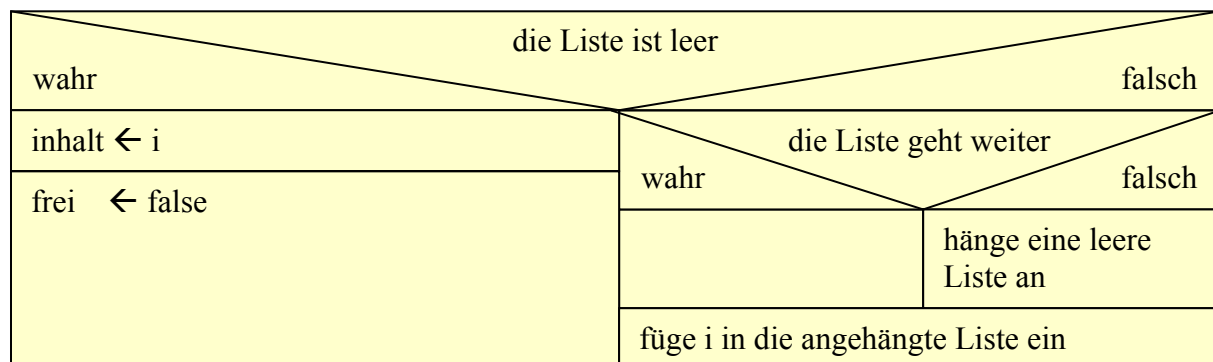 die Liste ist leer
wahr
falsch
inhalt ← i
die Liste geht weiter
wahr
falsch
frei ← false
hänge eine leere
Liste an
füge i in die angehängte Liste ein